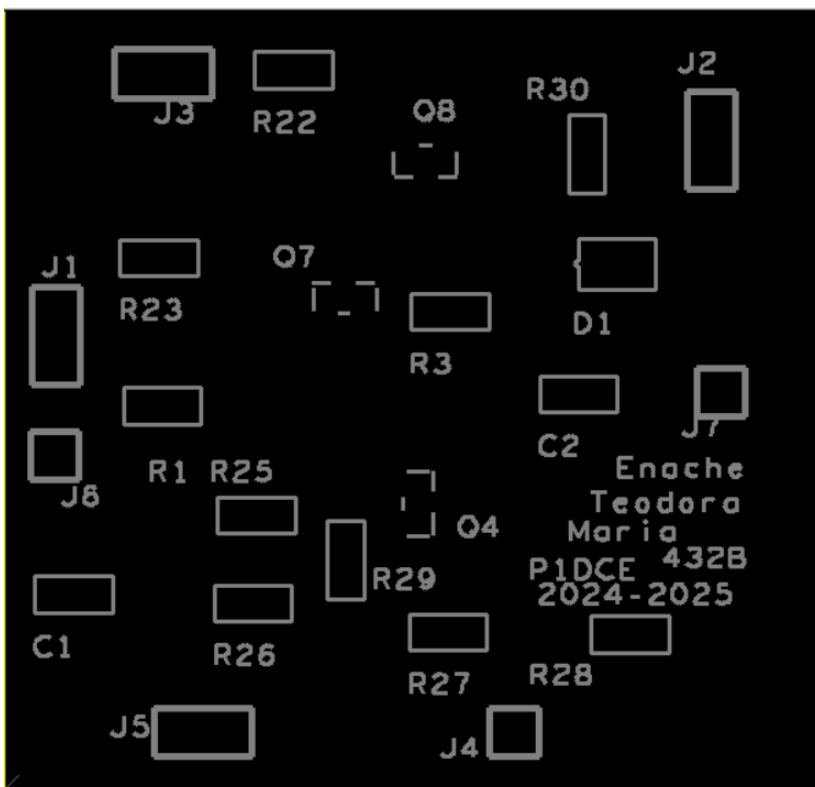 J2
R30
Q8
J3
R22
Q7
J1
R23
D1
R3
J7
C2
Enache
R1 R25
J6
Teodora
Q4
Maria
432B
P1DCE
R29
2024-2025
C1
R26
R28
R27
J5
J4